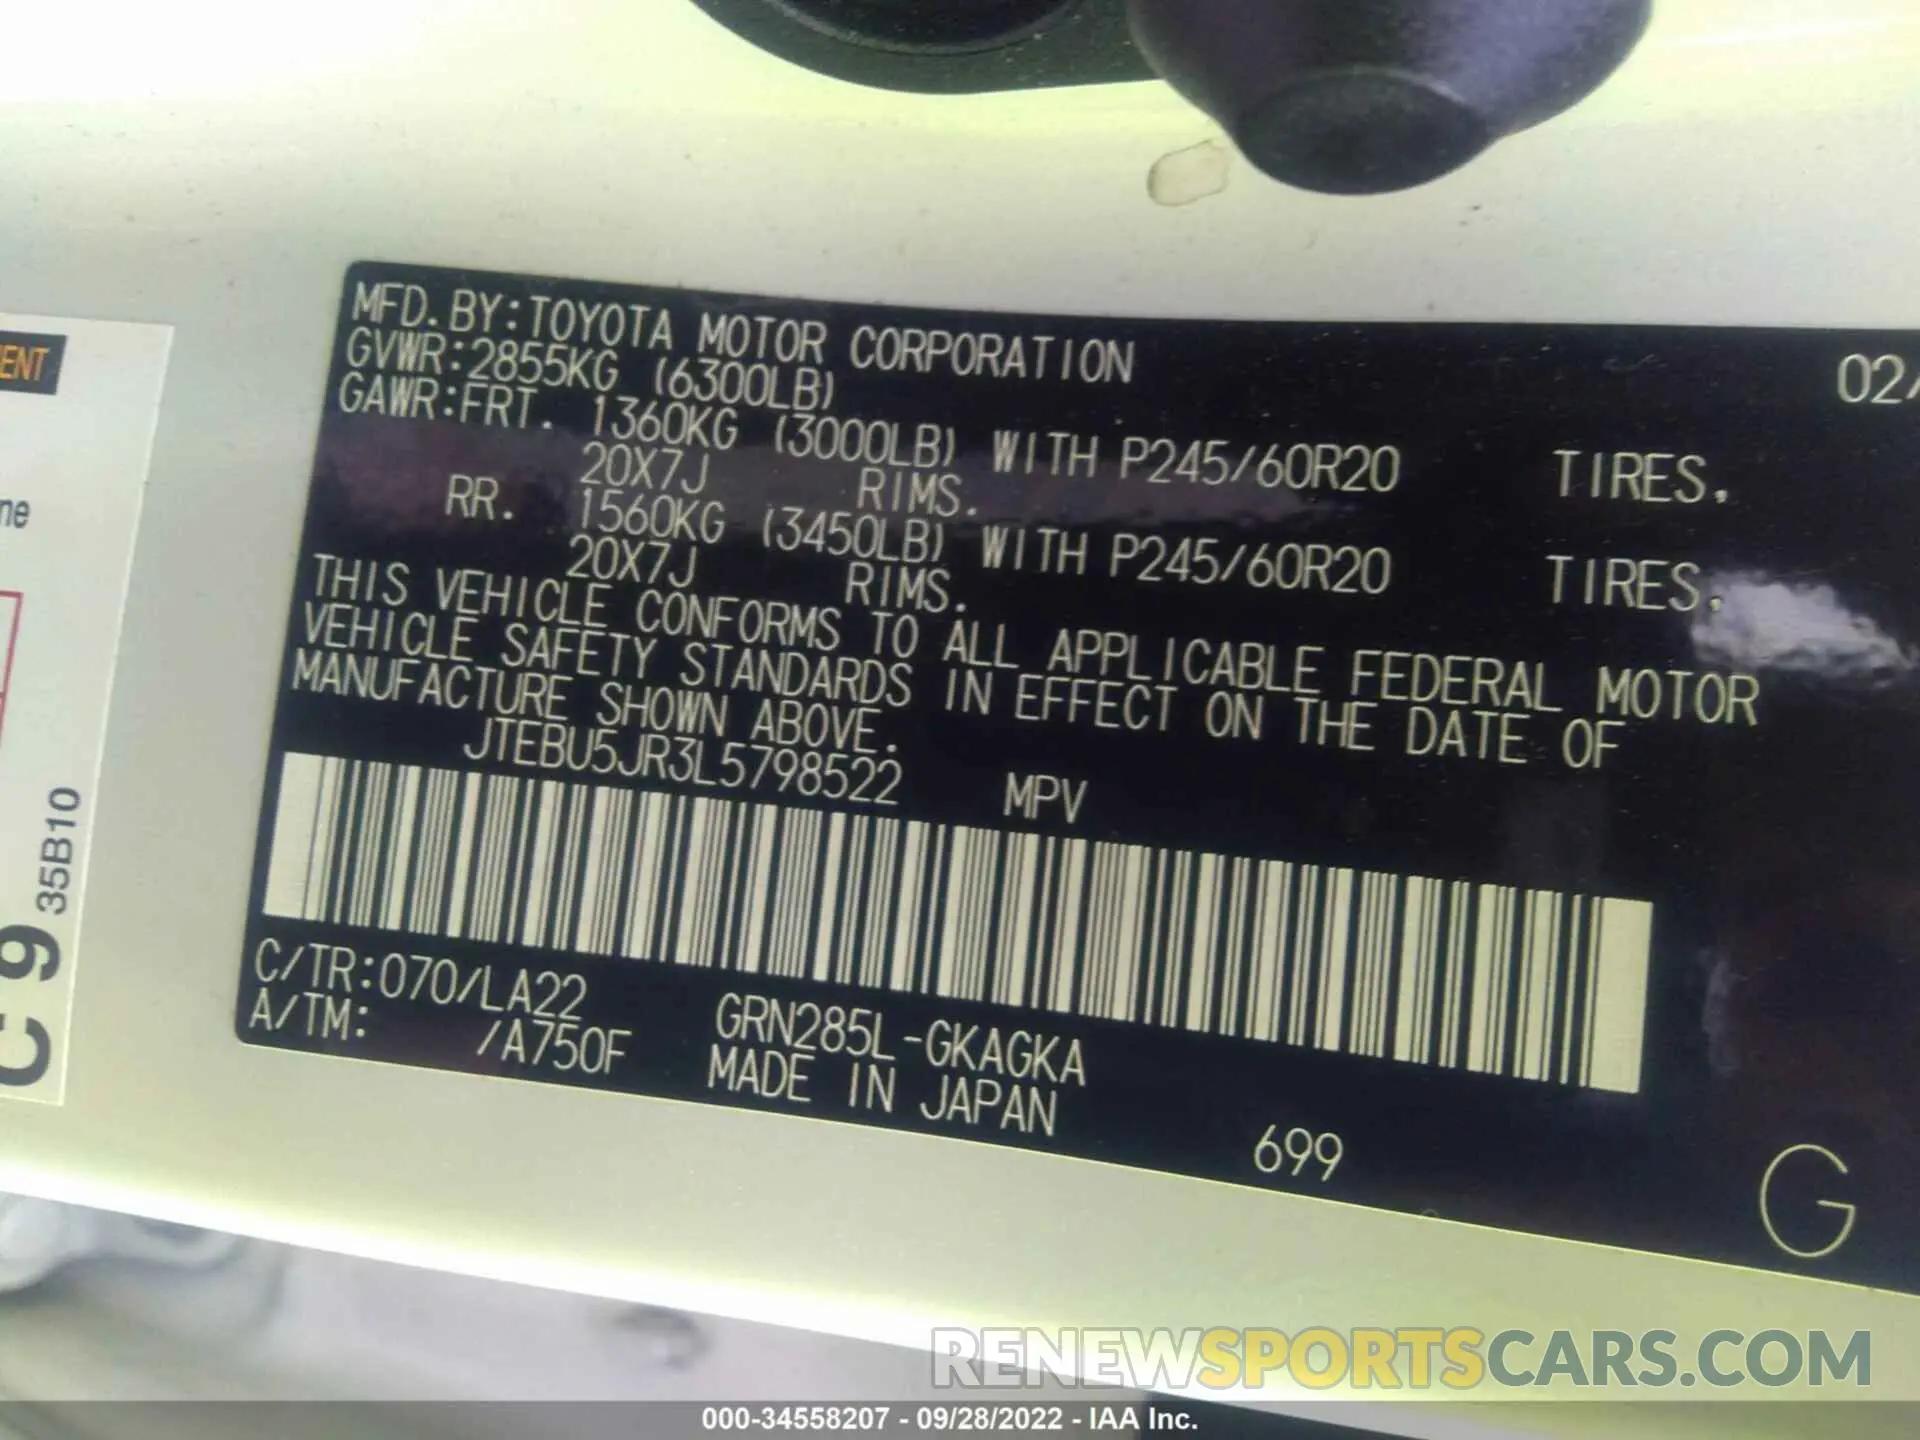 MFD.BY:TOYOTA MOTOR CORPORATION 02/
GVWR:2855KG (6300LB)
GAWR:FRT. 1360KG (3000LB) WITH P245/60R20 TIRES,
20X7J RIMS.
RR. 1560KG (3450LB) WITH P245/60R20 TIRES,
20X7J RIMS.
THIS VEHICLE CONFORMS TO ALL APPLICABLE FEDERAL MOTOR
VEHICLE SAFETY STANDARDS IN EFFECT ON THE DATE OF
MANUFACTURE SHOWN ABOVE.
JTEBU5JR3L5798522 MPV
C/TR:070/LA22 GRN285L-GKAGKA
A/TM: /A750F MADE IN JAPAN
699
G
ENT
ne
C9 35B10
RENEWSPORTSCARS.COM
000-34558207 - 09/28/2022 - IAA Inc.